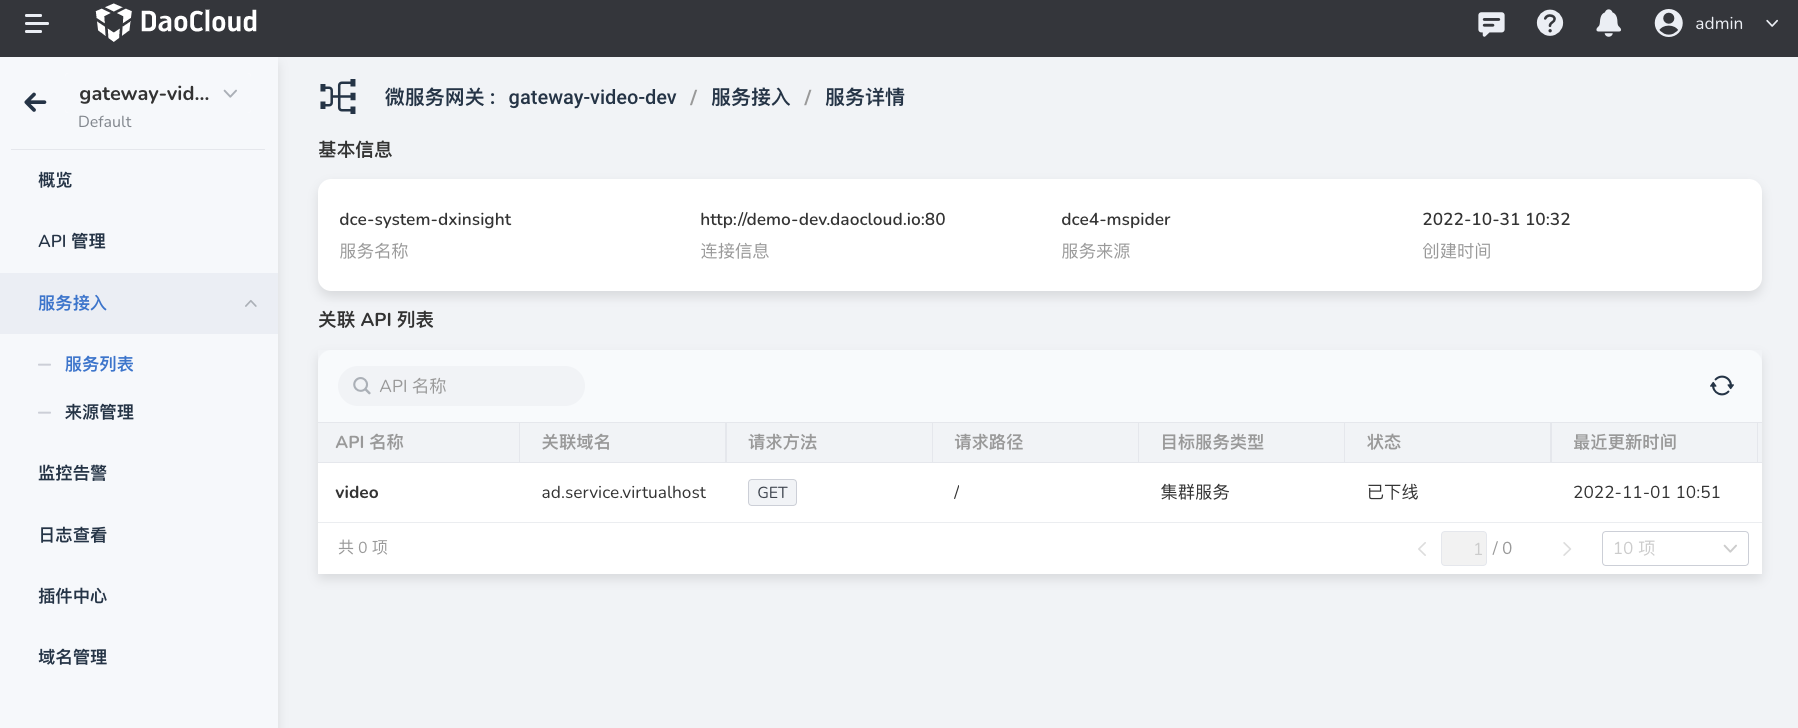 DaoCloud
admin
gateway-vid...
Default
概览
API 管理
服务接入
服务列表
来源管理
监控告警
日志查看
插件中心
域名管理
微服务网关： gateway-video-dev / 服务接入 / 服务详情
基本信息
dce-system-dxinsight http://demo-dev.daocloud.io:80 dce4-mspider 2022-10-31 10:32
服务名称 连接信息 服务来源 创建时间
关联 API 列表
API 名称
API 名称 关联域名 请求方法 请求路径 目标服务类型 状态 最近更新时间
video ad.service.virtualhost GET / 集群服务 已下线 2022-11-01 10:51
共 0 项 1 / 0 10 项